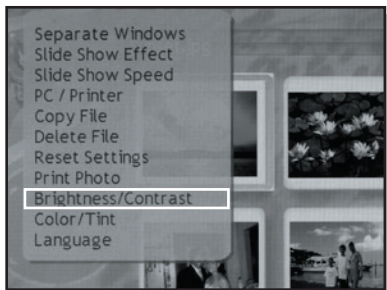 Separate Windows
Slide Show Effect
Slide Show Speed
PC / Printer
Copy File
Delete File
Reset Settings
Print Photo
Brightness/Contrast
Color/Tint
Language